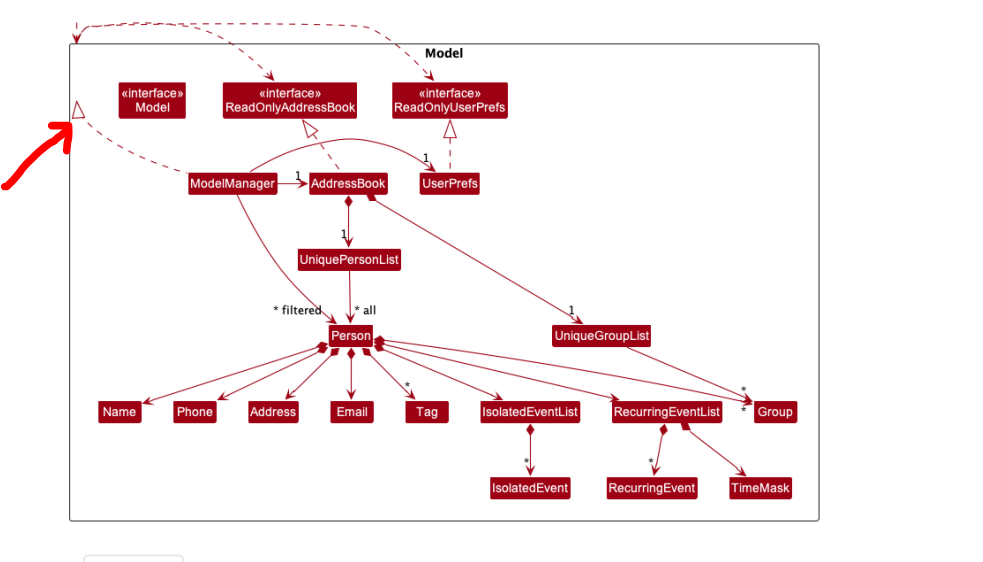 Model
«interface»
Model
«interface»
ReadOnlyAddressBook
«interface»
ReadOnlyUserPrefs
1
1
ModelManager
AddressBook
UserPrefs
1
UniquePersonList
* filtered
* all
1
Person
UniqueGroupList
*
*
*
Name
Phone
Address
Email
Tag
IsolatedEventList
RecurringEventList
Group
*
*
IsolatedEvent
RecurringEvent
TimeMask